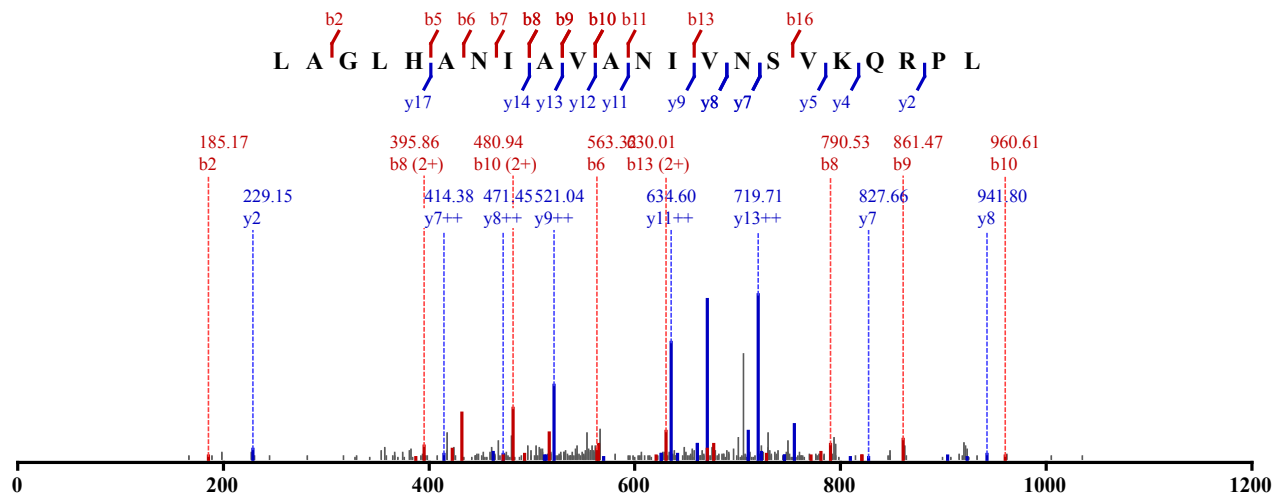 b2 b5 b6 b7 b8 b9 b10 b11 b13 b16
L A G L H A N I A V A N I V N S V K Q R P L
y17 y14 y13 y12 y11 y9 y8 y7 y5 y4 y2
185.17 395.86 480.94 563.32 630.01 790.53 861.47 960.61
b2 b8 (2+) b10 (2+) b6 b13 (2+) b8 b9 b10
229.15 414.38 471.45 521.04 634.60 719.71 827.66 941.80
y2 y7++ y8++ y9++ y11++ y13++ y7 y8
0 200 400 600 800 1000 1200